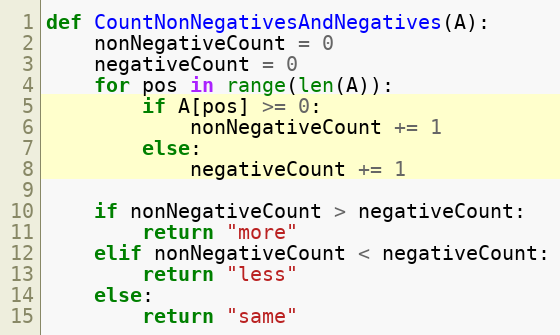 1 def CountNonNegativesAndNegatives(A):
2     nonNegativeCount = 0
3     negativeCount = 0
4     for pos in range(len(A)):
5         if A[pos] >= 0:
6             nonNegativeCount += 1
7         else:
8             negativeCount += 1
9
10     if nonNegativeCount > negativeCount:
11         return "more"
12     elif nonNegativeCount < negativeCount:
13         return "less"
14     else:
15         return "same"